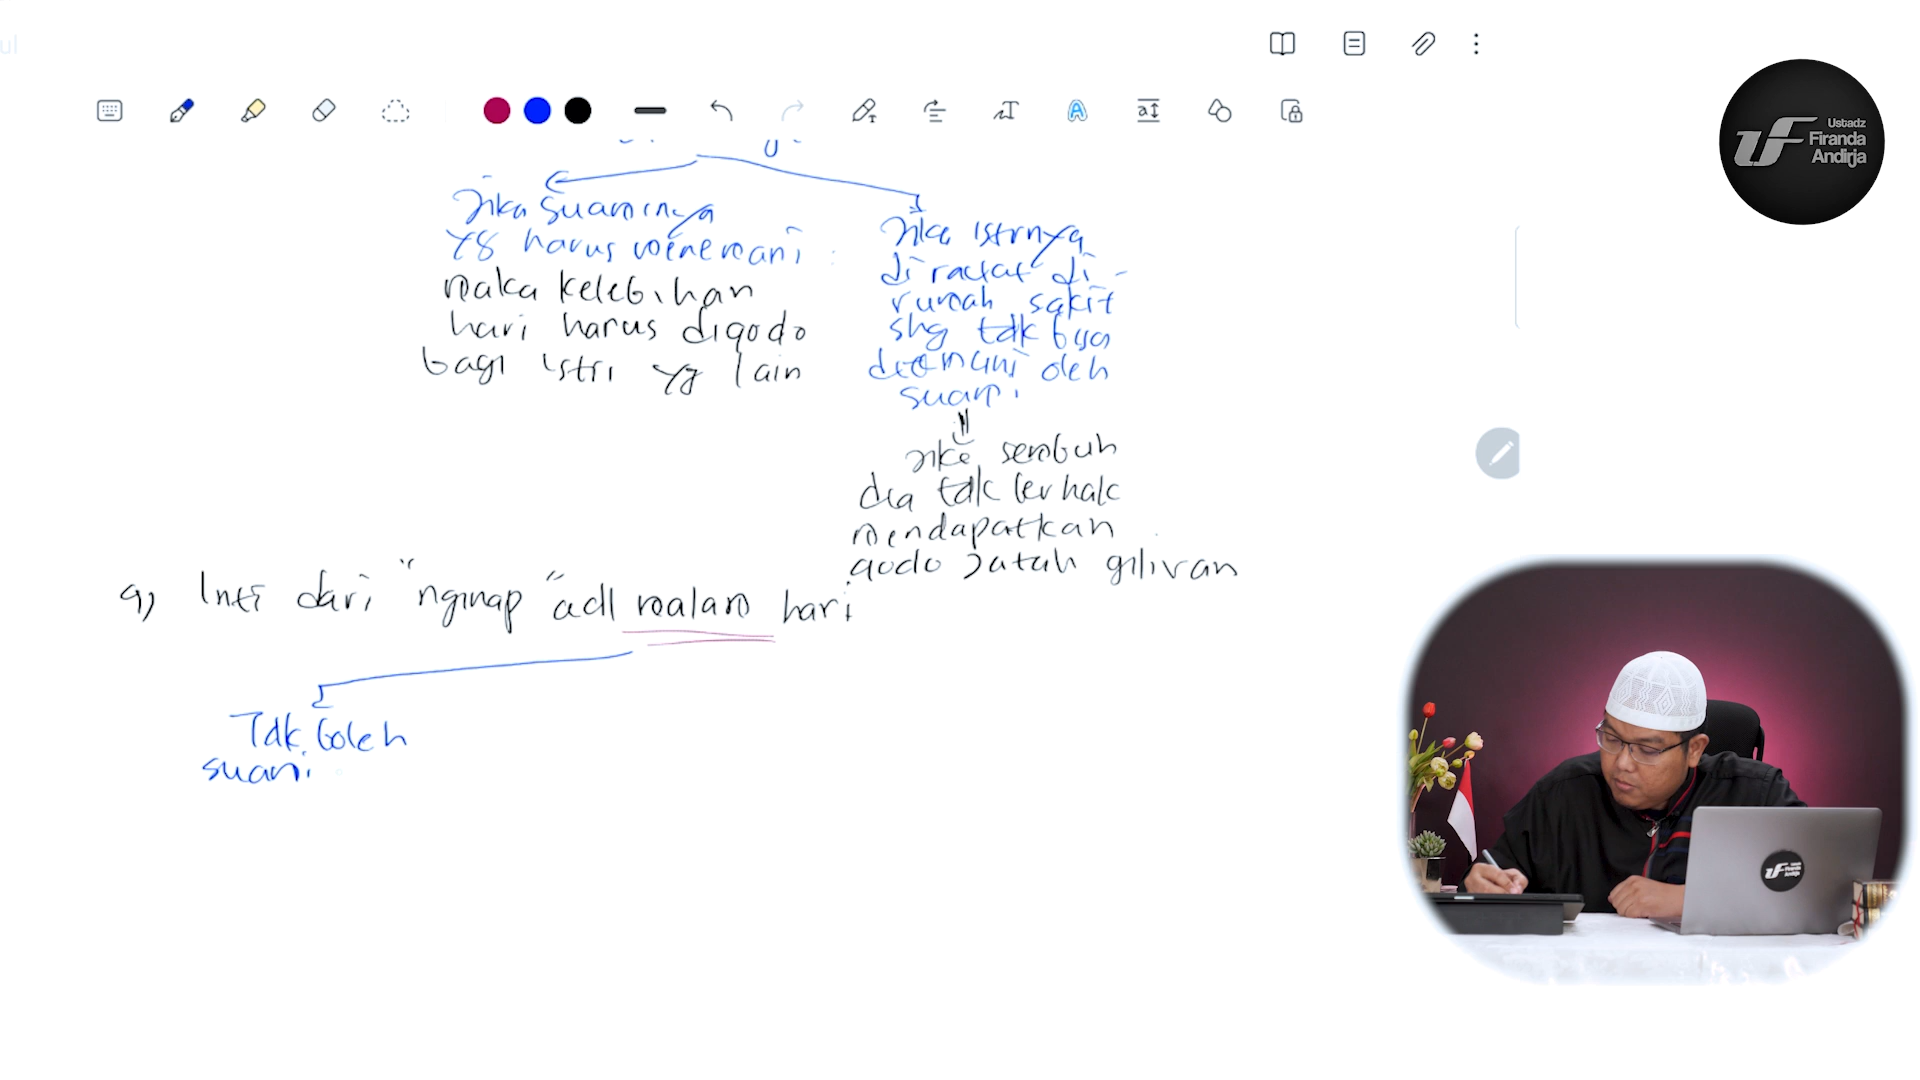 Jika suaminya
yg harus menemani :
maka kelebihan
hari harus diqodo
bagi istri yg lain
Jika istrnya
dirawat di-
rumah sakit
shg tdk bisa
ditemani oleh
suami
jika sembuh
dia tdk berhak
mendapatkan
qodo jatah giliran
9) Inti dari "nginap" adl malam hari
Tdk boleh
suami
Ustadz
Firanda
Andirja